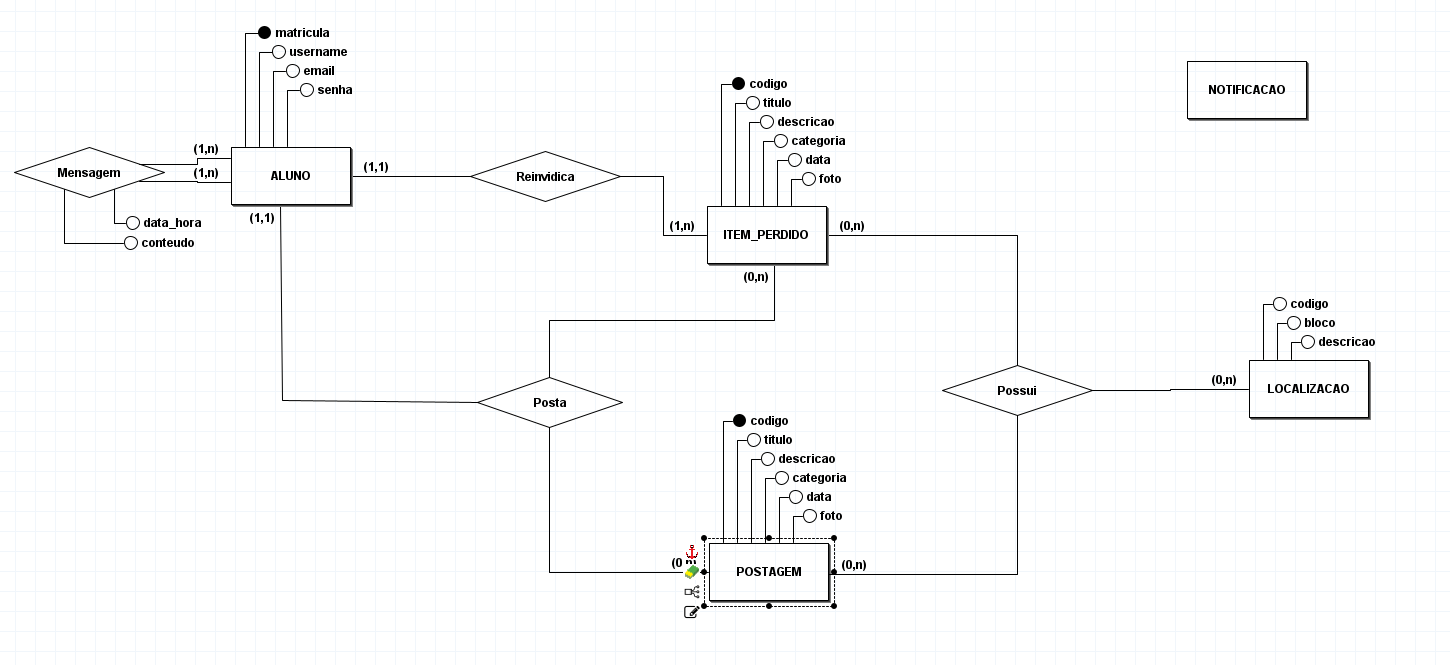 matricula
username
email
senha
(1,n)
(1,n)
Mensagem
ALUNO
data_hora
conteudo
(1,1)
(1,1)
Reinvidica
codigo
titulo
descricao
categoria
data
foto
(1,n)
ITEM_PERDIDO
(0,n)
(0,n)
NOTIFICACAO
codigo
bloco
descricao
(0,n)
LOCALIZACAO
Possui
Posta
codigo
titulo
descricao
categoria
data
foto
(0
POSTAGEM
(0,n)